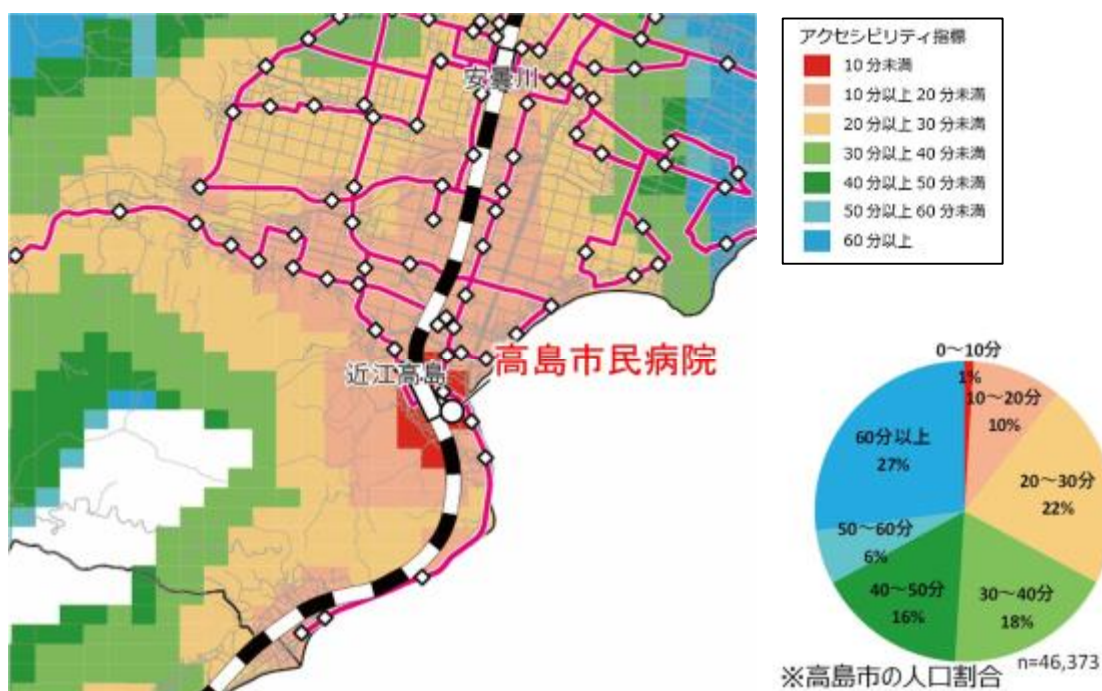 安曇川
高島市民病院
近江高島
アクセシビリティ指標
10分未満
10分以上20分未満
20分以上30分未満
30分以上40分未満
40分以上50分未満
50分以上60分未満
60分以上
0~10分
1%
10~20分
10%
20~30分
22%
30~40分
18%
40~50分
16%
50~60分
6%
60分以上
27%
n=46,373
※高島市の人口割合